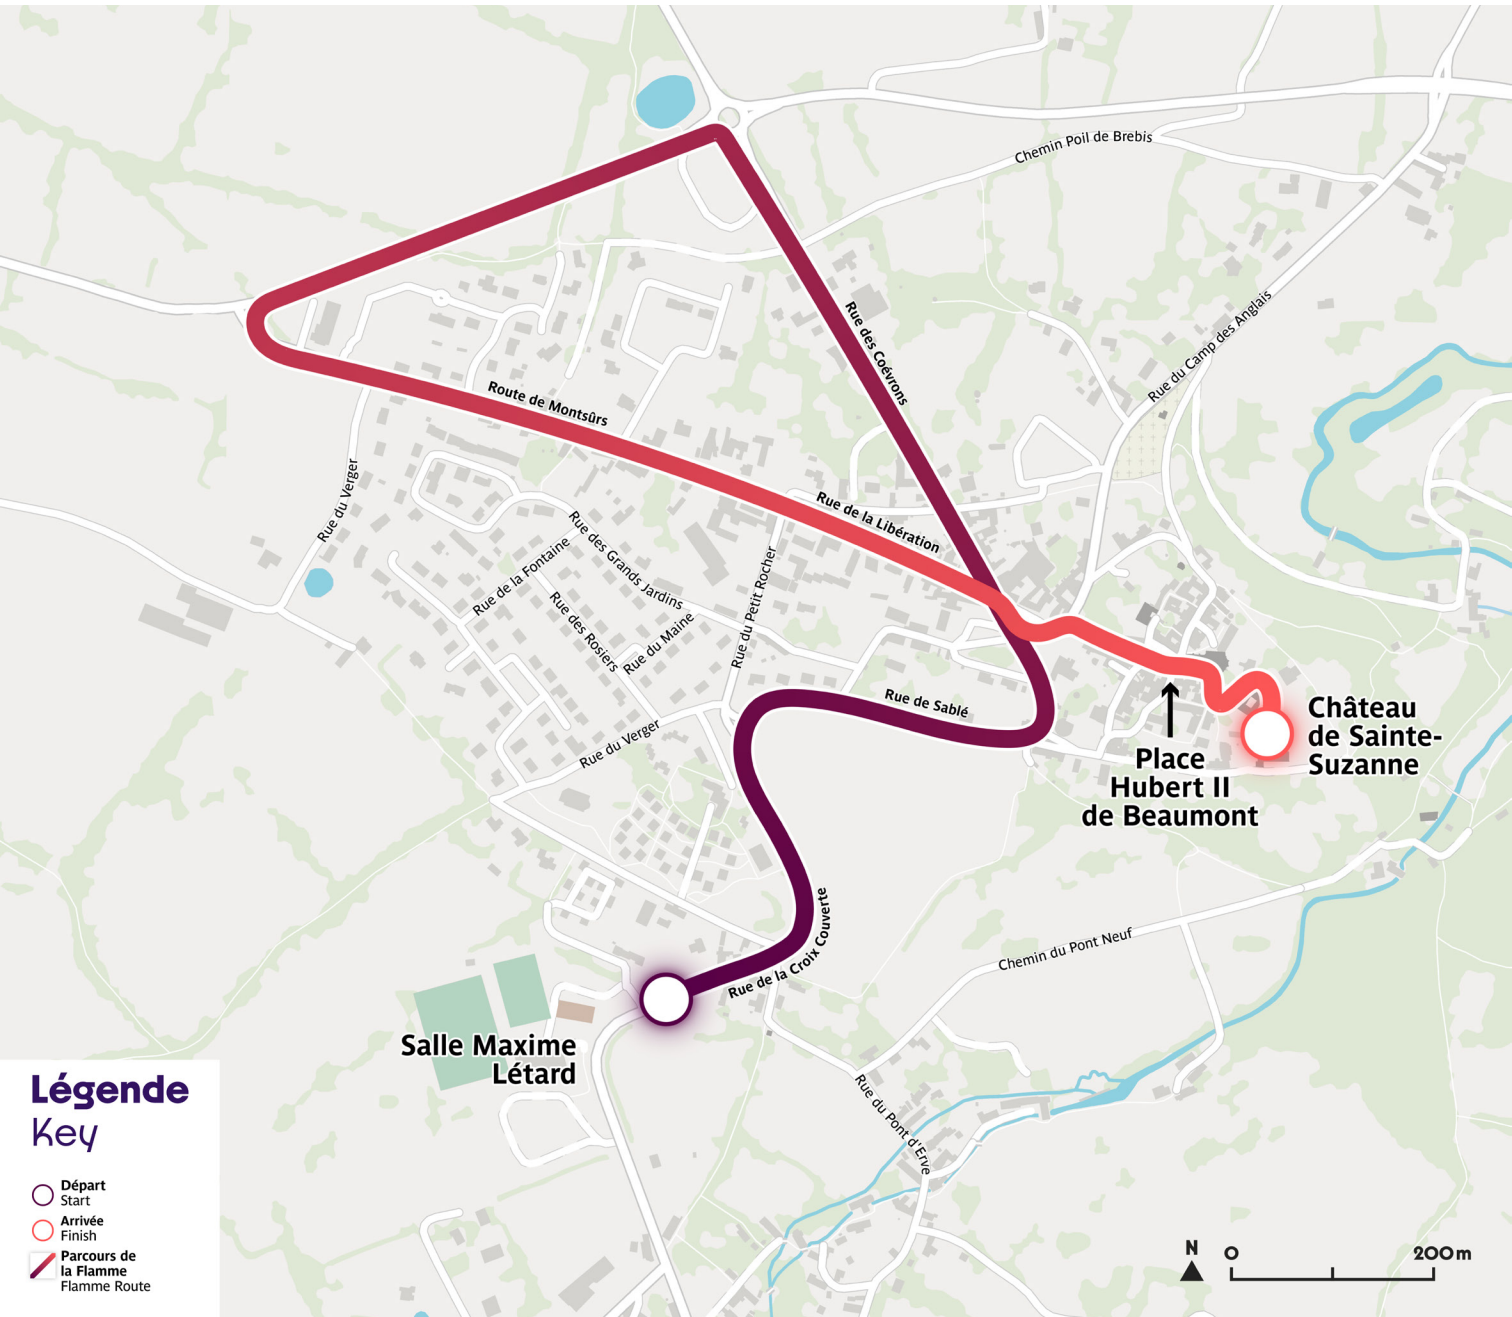 Chemin Poil de Brebis
Rue du Camp des Anglais
Rue des Coëvrons
Route de Montsûrs
Rue du Verger
Rue de la Libération
Rue des Grands Jardins
Rue de la Fontaine
Rue du Petit Rocher
Rue des Rosiers
Rue du Maine
Rue de Sablé
Rue du Verger
Château
de Sainte-
Suzanne
Place
Hubert II
de Beaumont
Rue de la Croix Couverte
Chemin du Pont Neuf
Salle Maxime
Létard
Rue du Pont d'Erve
Légende
Key
Départ
Start
Arrivée
Finish
Parcours de
la Flamme
Flamme Route
N
0
200m